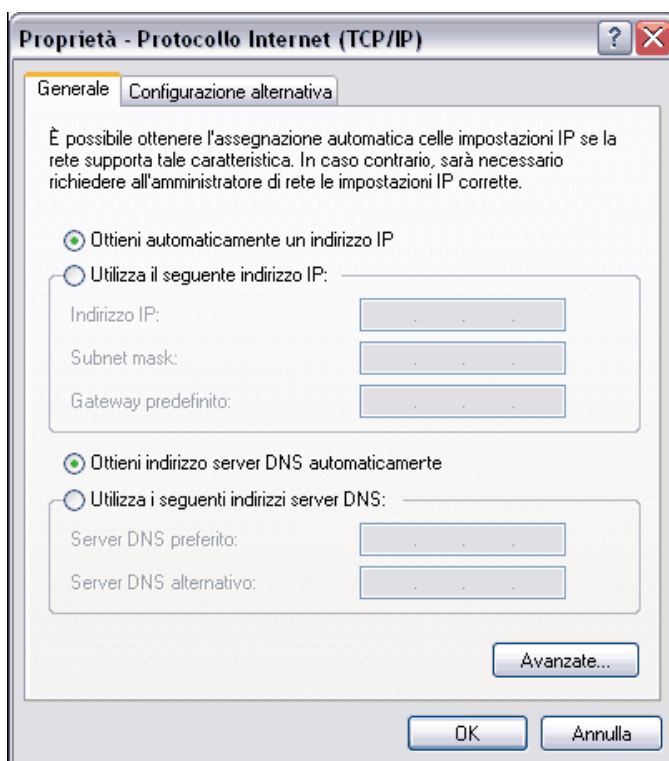 Proprietà - Protocollo Internet (TCP/IP)
Generale
Configurazione alternativa
È possibile ottenere l'assegnazione automatica celle impostazioni IP se la
rete supporta tale caratteristica. In caso contrario, sarà necessario
richiedere all'amministratore di rete le impostazioni IP corrette.
Ottieni automaticamente un indirizzo IP
Utilizza il seguente indirizzo IP:
Indirizzo IP:
Subnet mask:
Gateway predefinito:
Ottieni indirizzo server DNS automaticamerte
Utilizza i seguenti indirizzi server DNS:
Server DNS preferito:
Server DNS alternativo:
Avanzate...
OK
Annulla